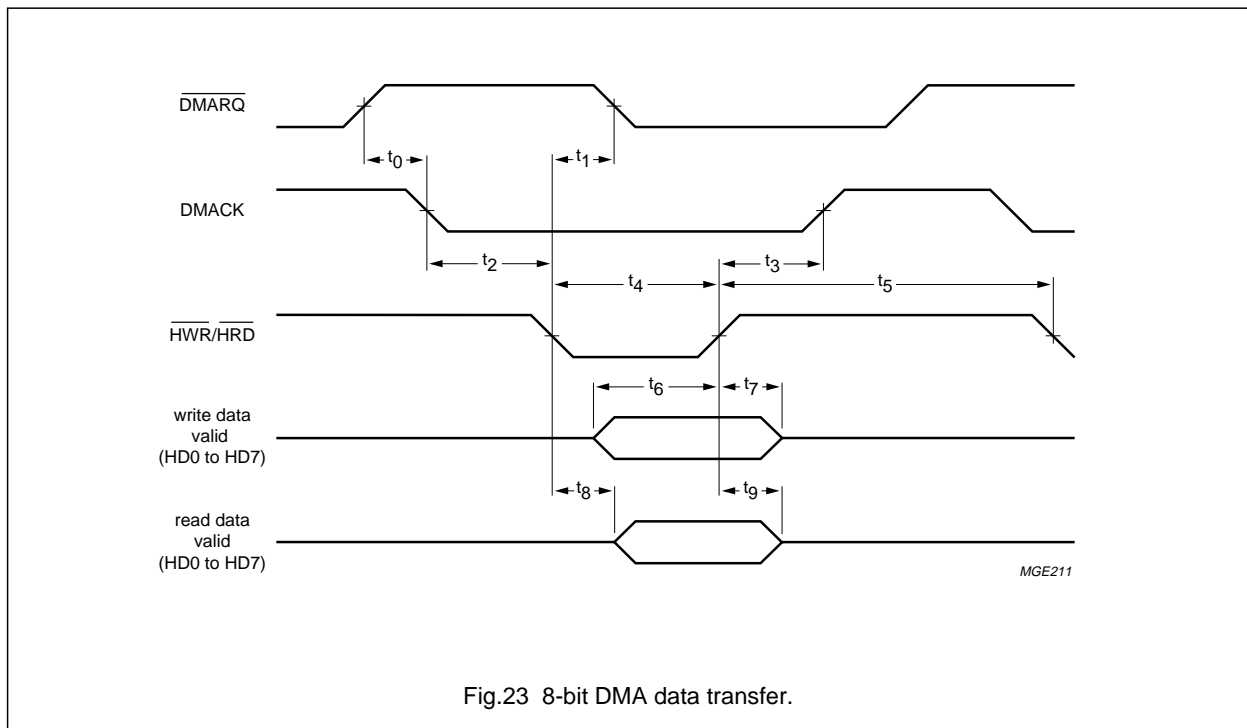 DMARQ
t0
t1
DMACK
t2
t3
t4
t5
HWR/HRD
t6
t7
write data
valid
(HD0 to HD7)
t8
t9
read data
valid
(HD0 to HD7)
MGE211
Fig.23 8-bit DMA data transfer.